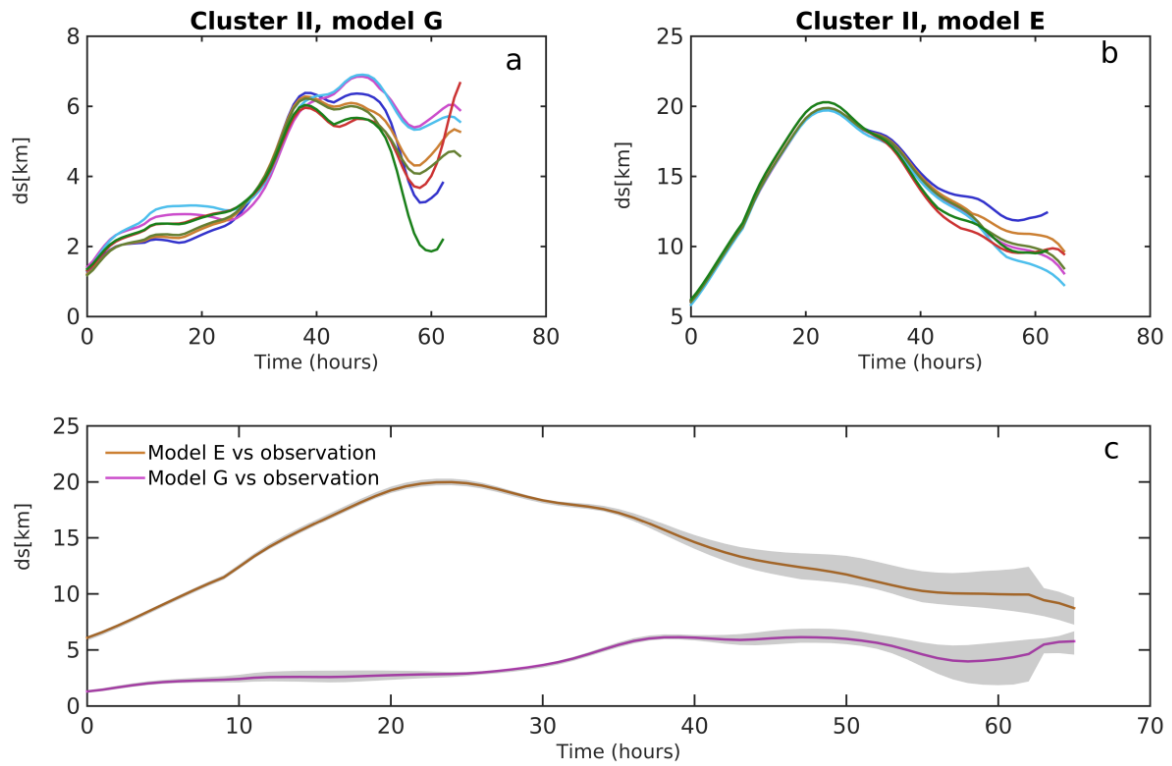 Cluster II, model G
a
ds[km]
8
6
4
2
0
0 20 40 60 80
Time (hours)
Cluster II, model E
b
ds[km]
25
20
15
10
5
0 20 40 60 80
Time (hours)
c
Model E vs observation
Model G vs observation
ds[km]
25
20
15
10
5
0
0 10 20 30 40 50 60 70
Time (hours)